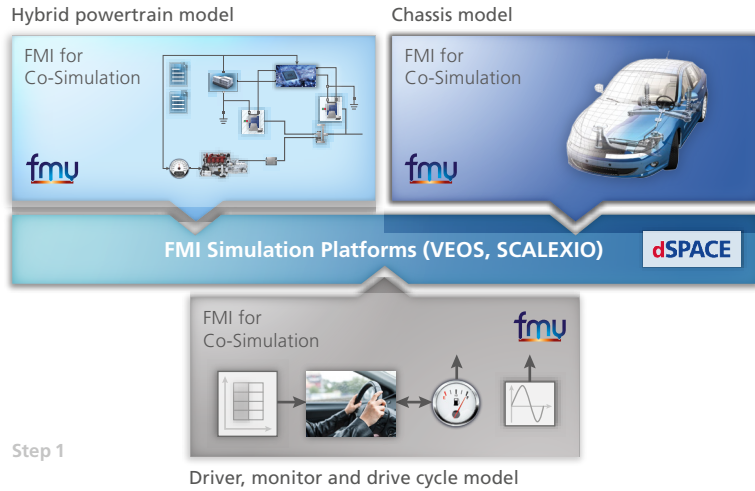 Hybrid powertrain model
Chassis model
FMI for
Co-Simulation
fmu
FMI for
Co-Simulation
fmu
FMI Simulation Platforms (VEOS, SCALEXIO)
dSPACE
FMI for
Co-Simulation
fmu
Step 1
Driver, monitor and drive cycle model